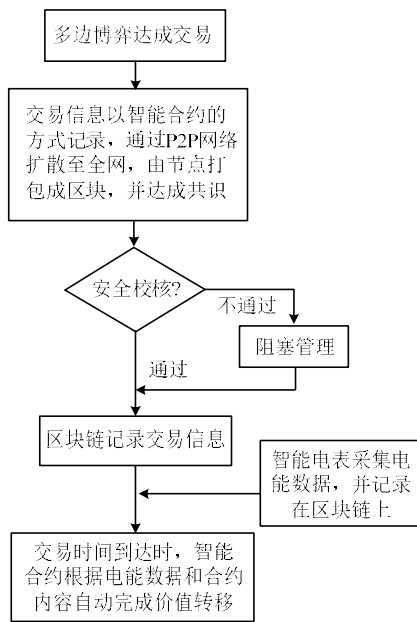 多边博弈达成交易
交易信息以智能合约的
方式记录，通过P2P网络
扩散至全网，由节点打
包成区块，并达成共识
安全校核?
不通过
阻塞管理
通过
区块链记录交易信息
智能电表采集电
能数据，并记录
在区块链上
交易时间到达时，智能
合约根据电能数据和合约
内容自动完成价值转移